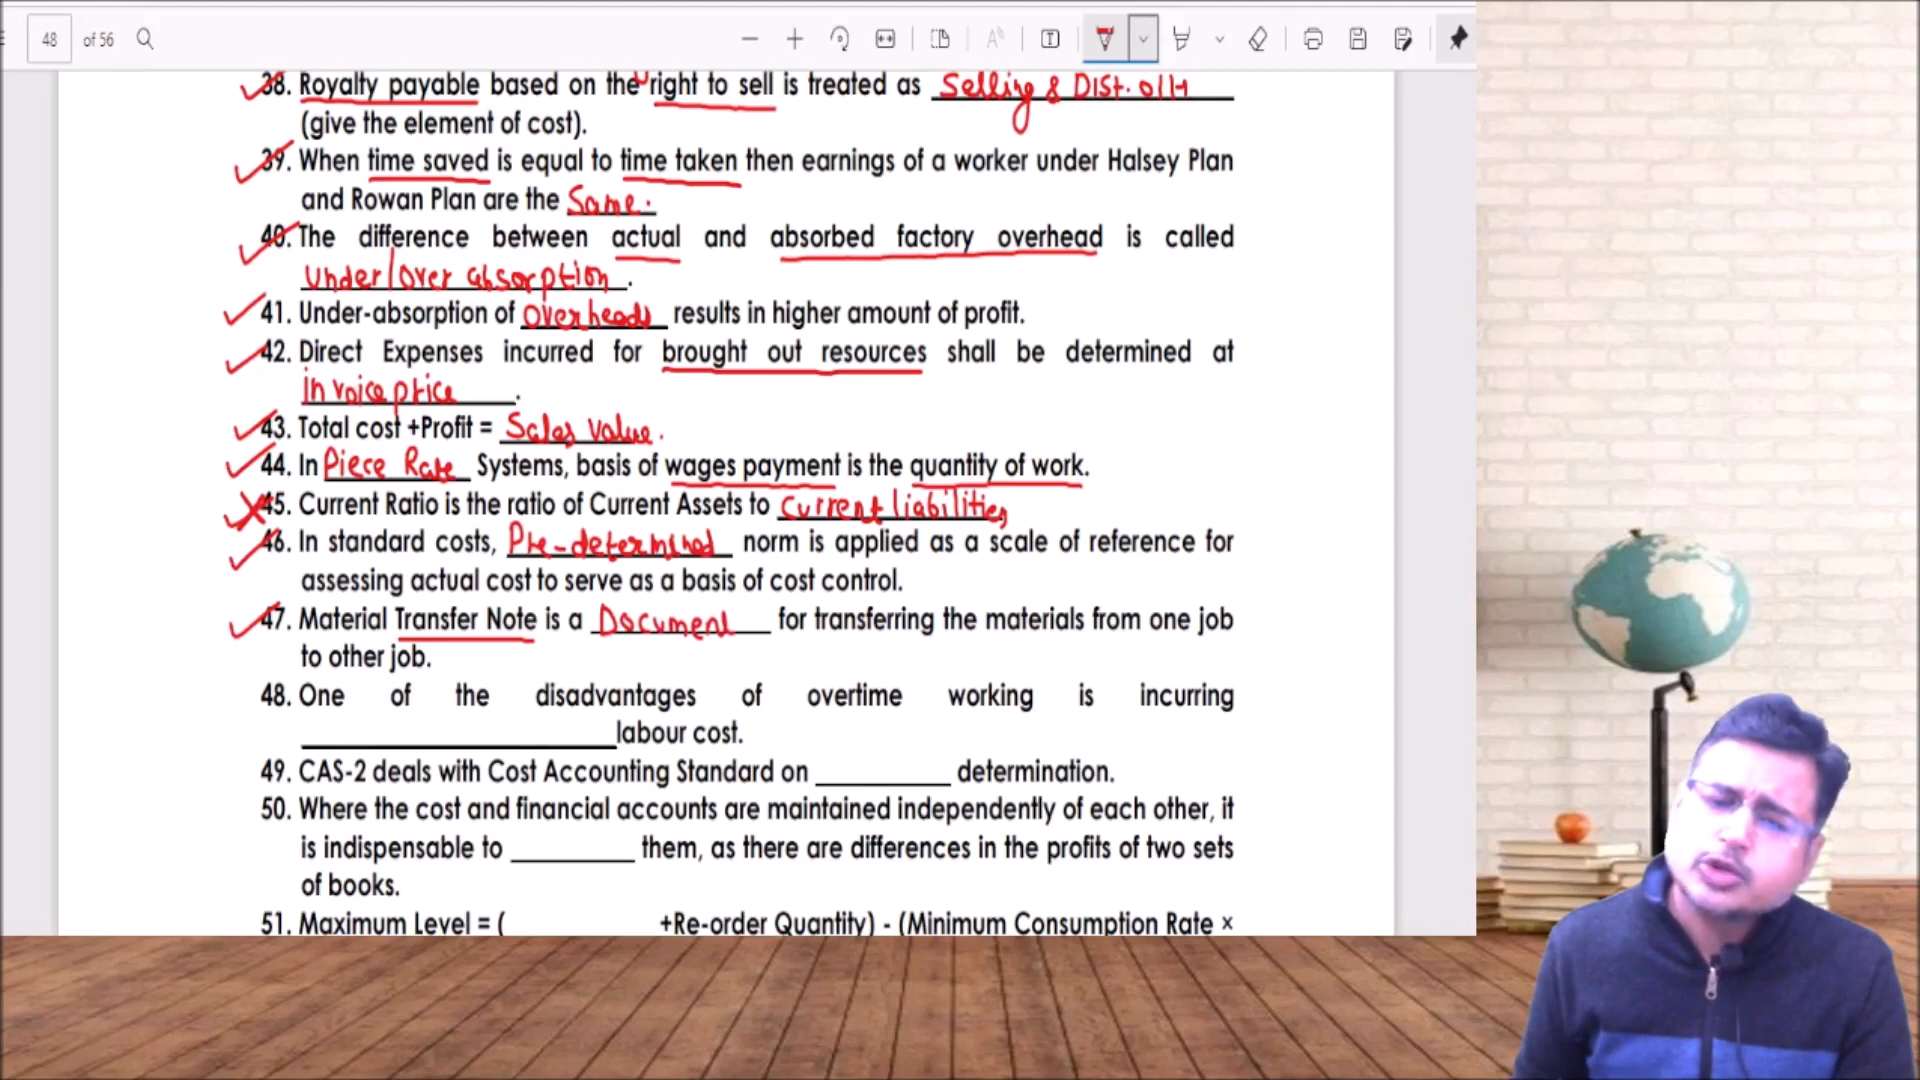 48 of 56
38. Royalty payable based on the right to sell is treated as Selling & Dist. O/H
(give the element of cost).
39. When time saved is equal to time taken then earnings of a worker under Halsey Plan
and Rowan Plan are the Same.
40. The difference between actual and absorbed factory overhead is called
under/over absorption.
41. Under-absorption of overheads results in higher amount of profit.
42. Direct Expenses incurred for brought out resources shall be determined at
invoice price.
43. Total cost +Profit = Sales Value.
44. In Piece Rate Systems, basis of wages payment is the quantity of work.
45. Current Ratio is the ratio of Current Assets to current liabilities
46. In standard costs, Pre-determined norm is applied as a scale of reference for
assessing actual cost to serve as a basis of cost control.
47. Material Transfer Note is a Document for transferring the materials from one job
to other job.
48. One of the disadvantages of overtime working is incurring
____________________labour cost.
49. CAS-2 deals with Cost Accounting Standard on _________ determination.
50. Where the cost and financial accounts are maintained independently of each other, it
is indispensable to ________ them, as there are differences in the profits of two sets
of books.
51. Maximum Level = ( +Re-order Quantity) - (Minimum Consumption Rate ×